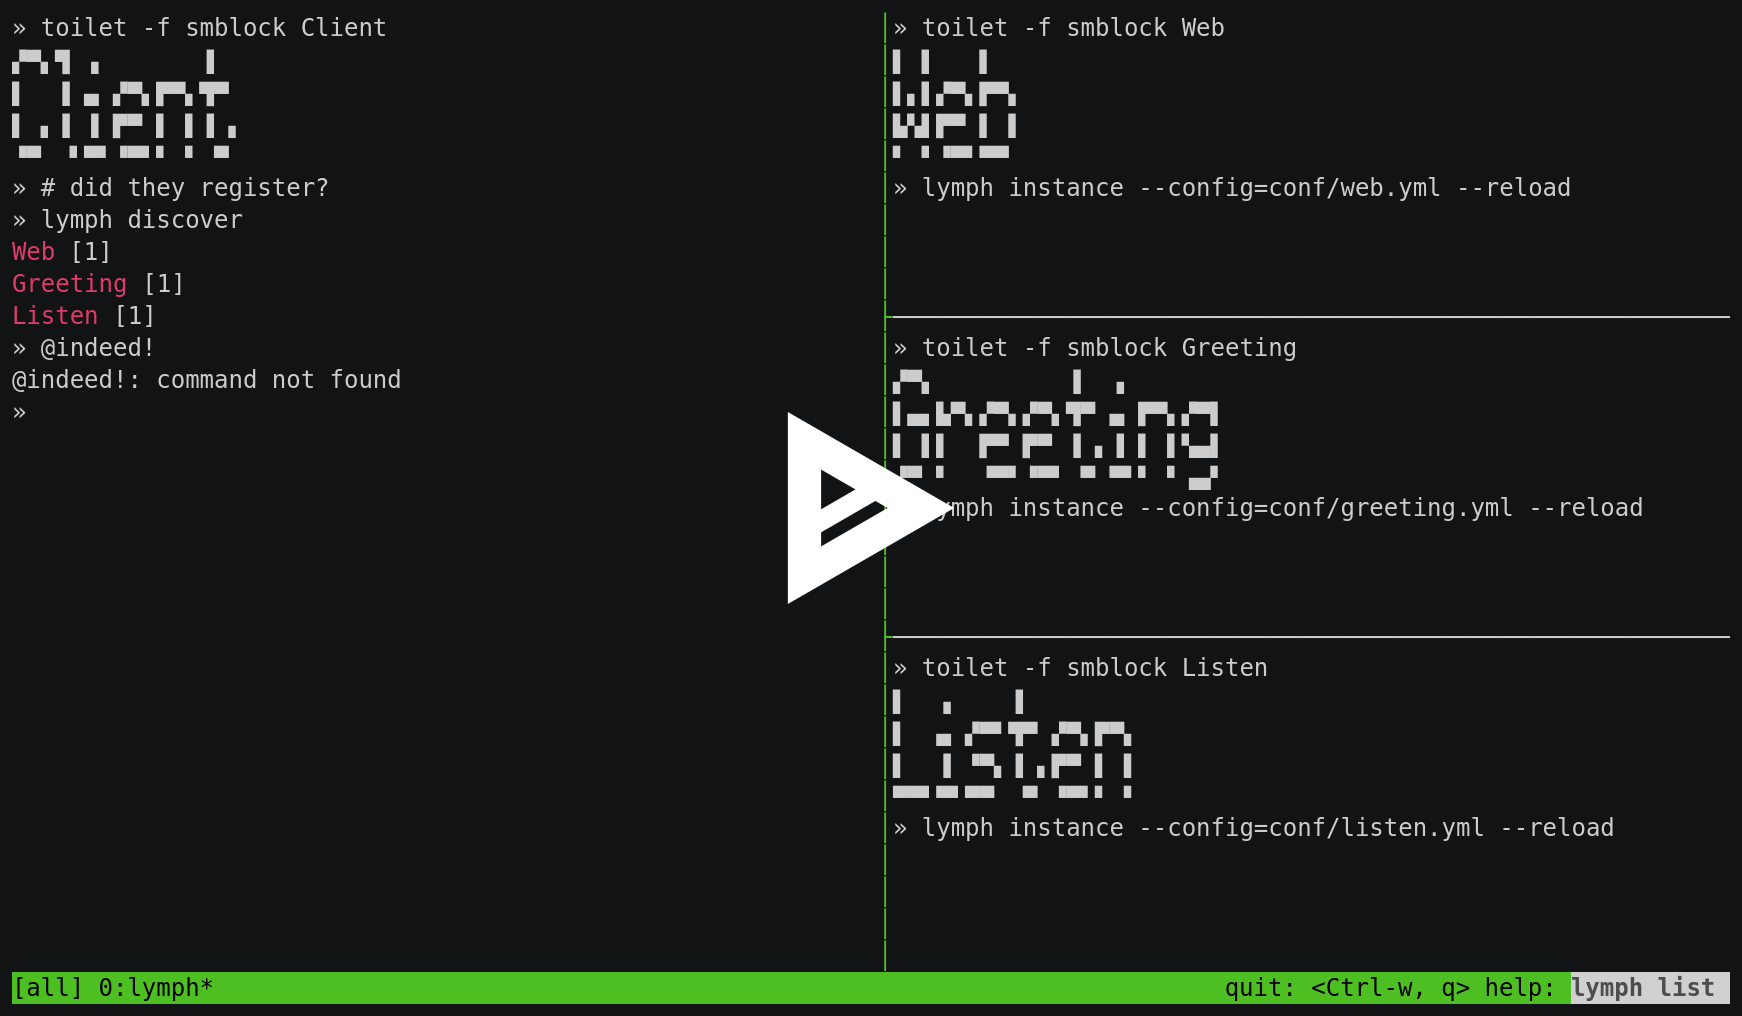 » toilet -f smblock Client
Client
» # did they register?
» lymph discover
Web [1]
Greeting [1]
Listen [1]
» @indeed!
@indeed!: command not found
»
» toilet -f smblock Web
Web
» lymph instance --config=conf/web.yml --reload
» toilet -f smblock Greeting
Greeting
ymph instance --config=conf/greeting.yml --reload
» toilet -f smblock Listen
Listen
» lymph instance --config=conf/listen.yml --reload
[all] 0:lymph* quit: <Ctrl-w, q> help: lymph list